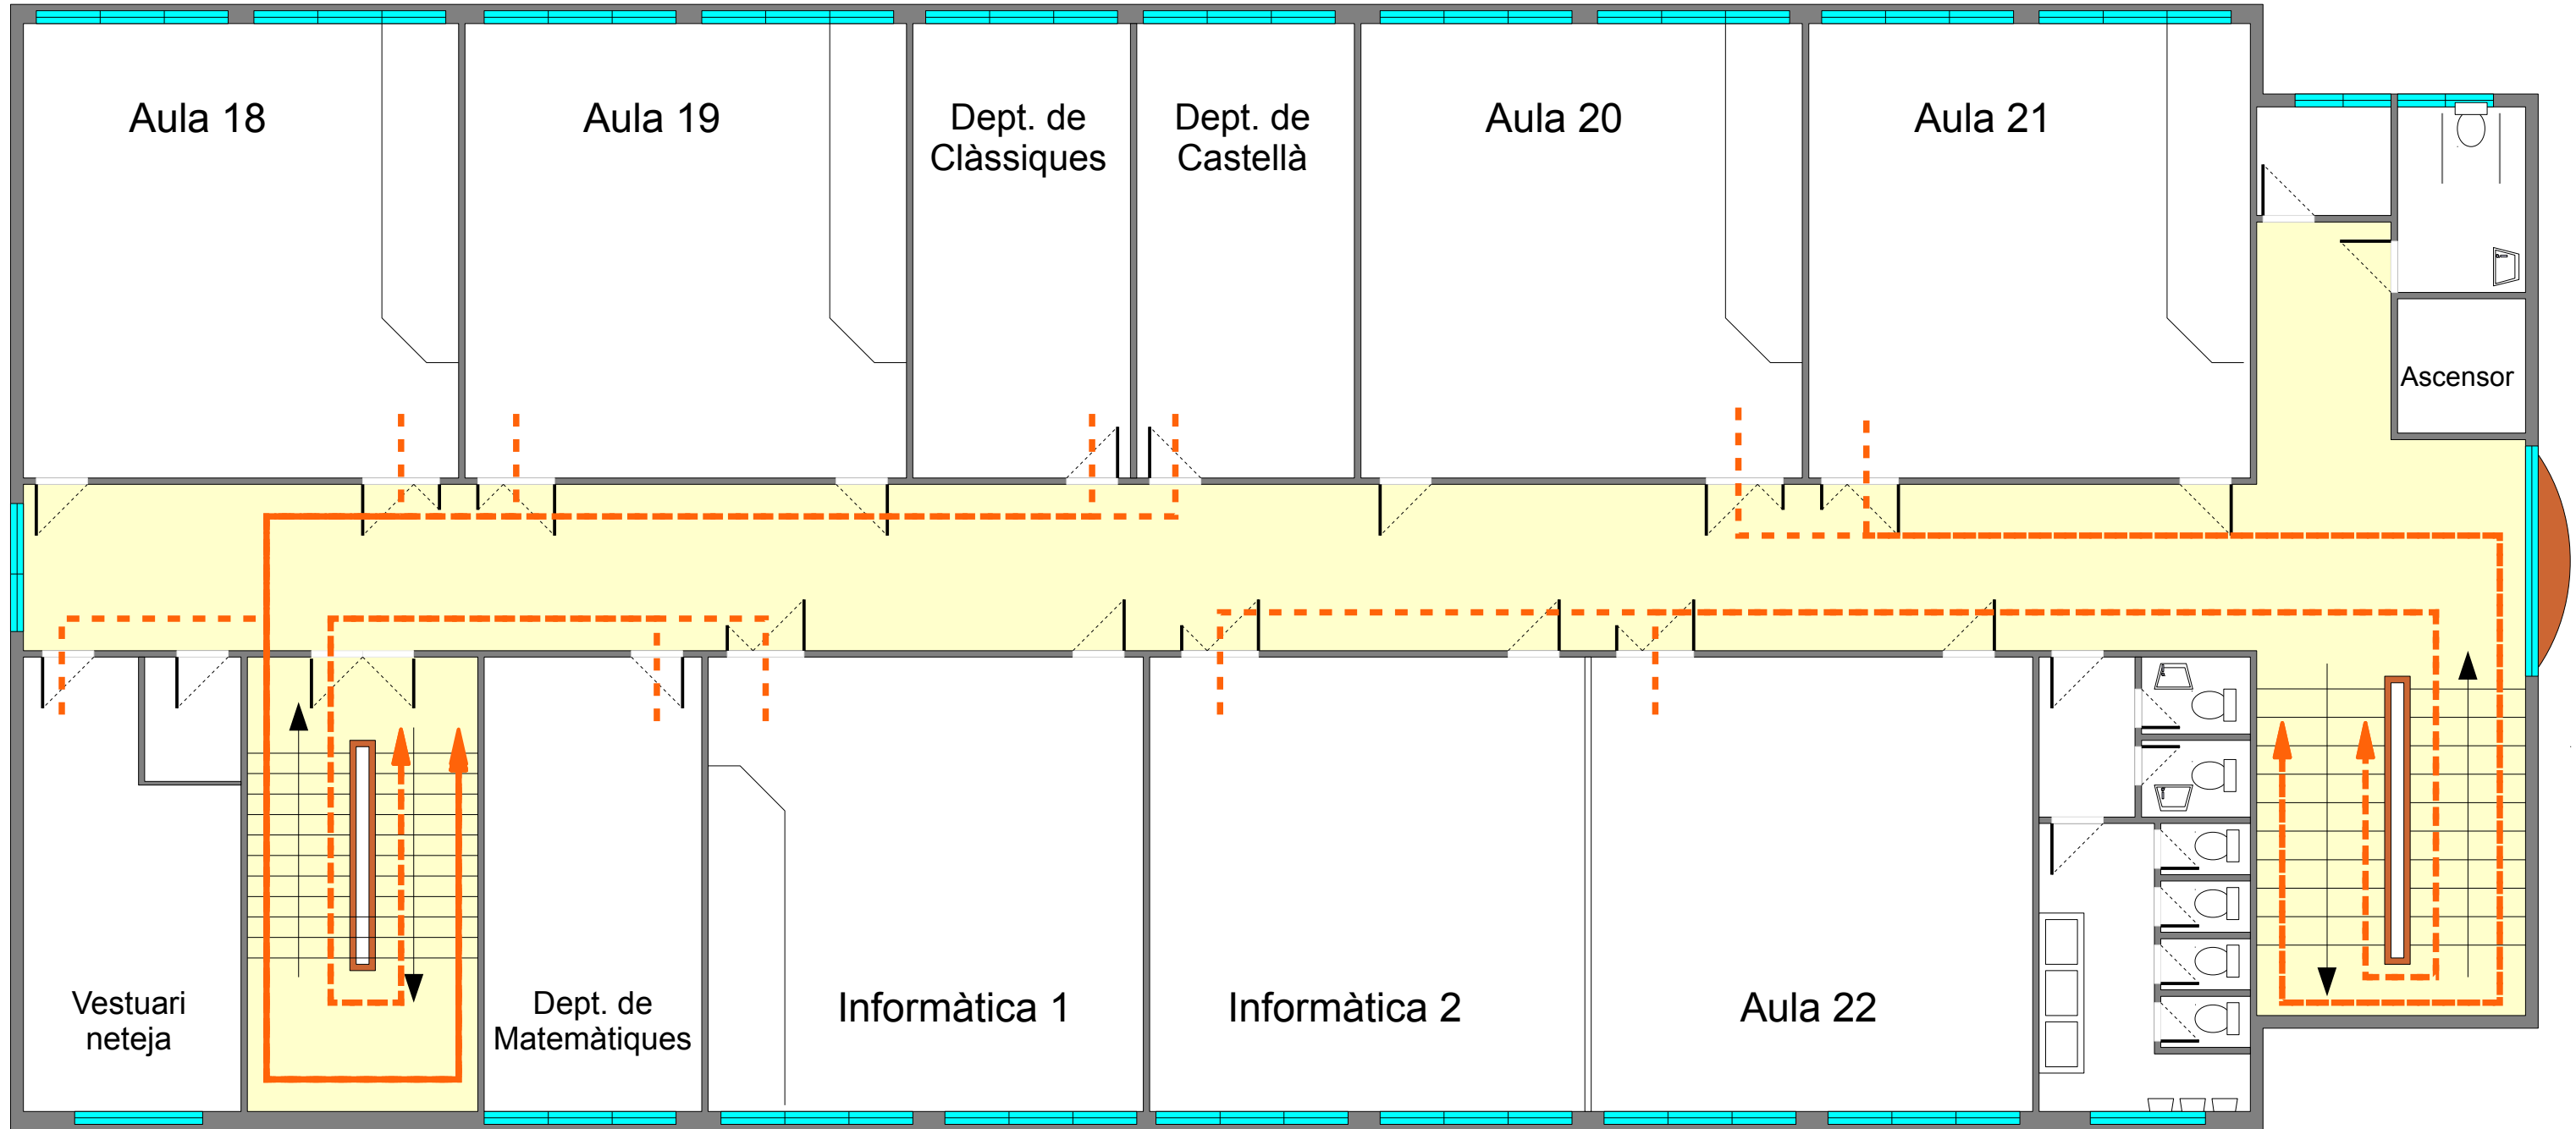 Aula 18
Aula 19
Dept. de
Clàssiques
Dept. de
Castellà
Aula 20
Aula 21
Ascensor
Vestuari
neteja
Dept. de
Matemàtiques
Informàtica 1
Informàtica 2
Aula 22